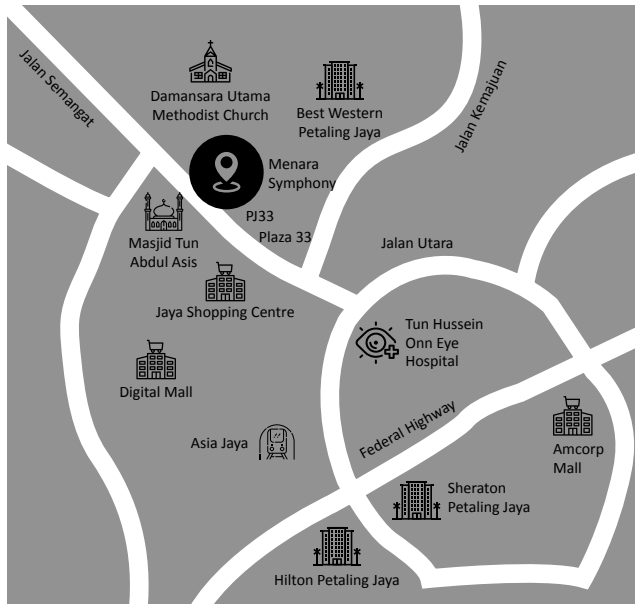 Jalan Semangat
Damansara Utama
Methodist Church
Best Western
Petaling Jaya
Jalan Kemajuan
Menara
Symphony
PJ33
Plaza 33
Masjid Tun
Abdul Asis
Jalan Utara
Jaya Shopping Centre
Tun Hussein
Onn Eye
Hospital
Digital Mall
Federal Highway
Asia Jaya
Amcorp
Mall
Sheraton
Petaling Jaya
Hilton Petaling Jaya